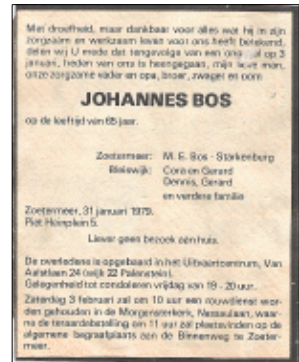 Met droefheid, maar dankbaar voor alles wat hij in zijn
zorgzaam en werkzaam leven voor ons heeft betekend,
delen wij U mede dat tengevolge van een op 3
januari, heden van ons is heengegaan, mijn lieve man,
onze zorgzame vader en opa, broer, zwager en oom
JOHANNES BOS
op de leeftijd van 65 jaar.
Zoetermeer: M. E. Bos - Starkenburg
Bleiswijk: Cora en Gerard
Dennis, Gerard
en verdere familie
Zoetermeer, 31 januari 1979.
Piet Heinplein 5.
Liever geen bezoek aan huis.
De overledene is opgebaard in het Uitvaartcentrum, Van
Aalstlaan 24 (wijk 22 Palenstein).
Gelegenheid tot condoleren vrijdag van 19 - 20 uur.
Zaterdag 3 februari zal om 10 uur een rouwdienst wor-
den gehouden in de Morgensterkerk, Nassaulaan, waar-
na de teraardebestelling om 11 uur zal plaatsvinden op de
algemene begraafplaats aan de Binnenweg te Zoeter-
meer.